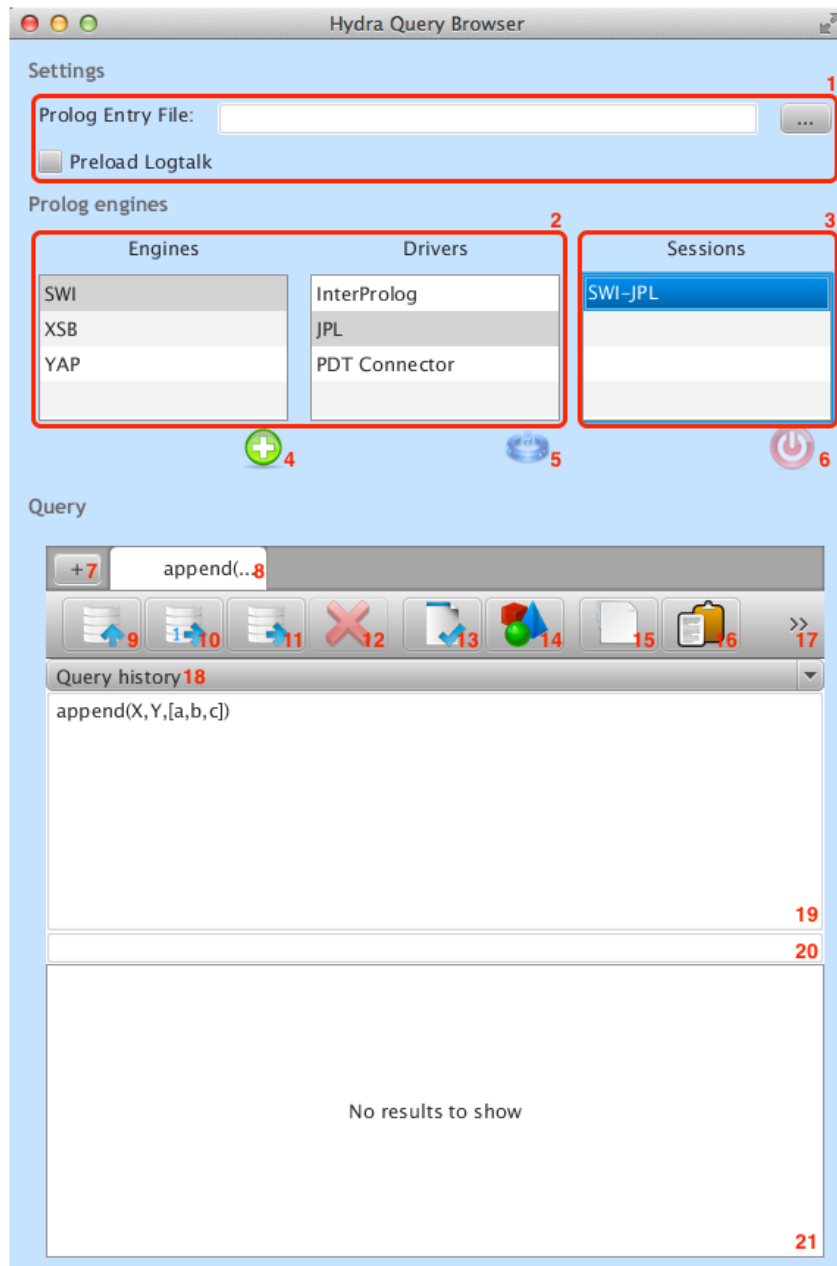 Hydra Query Browser
Settings
1
Prolog Entry File:
...
Preload Logtalk
Prolog engines
2
3
Engines
Drivers
Sessions
SWI
InterProlog
SWI-JPL
XSB
JPL
YAP
PDT Connector
4
5
6
Query
+7
append(...8
9
1
10
11
12
13
14
15
16
>>
17
Query history18
append(X,Y,[a,b,c])
19
20
No results to show
21